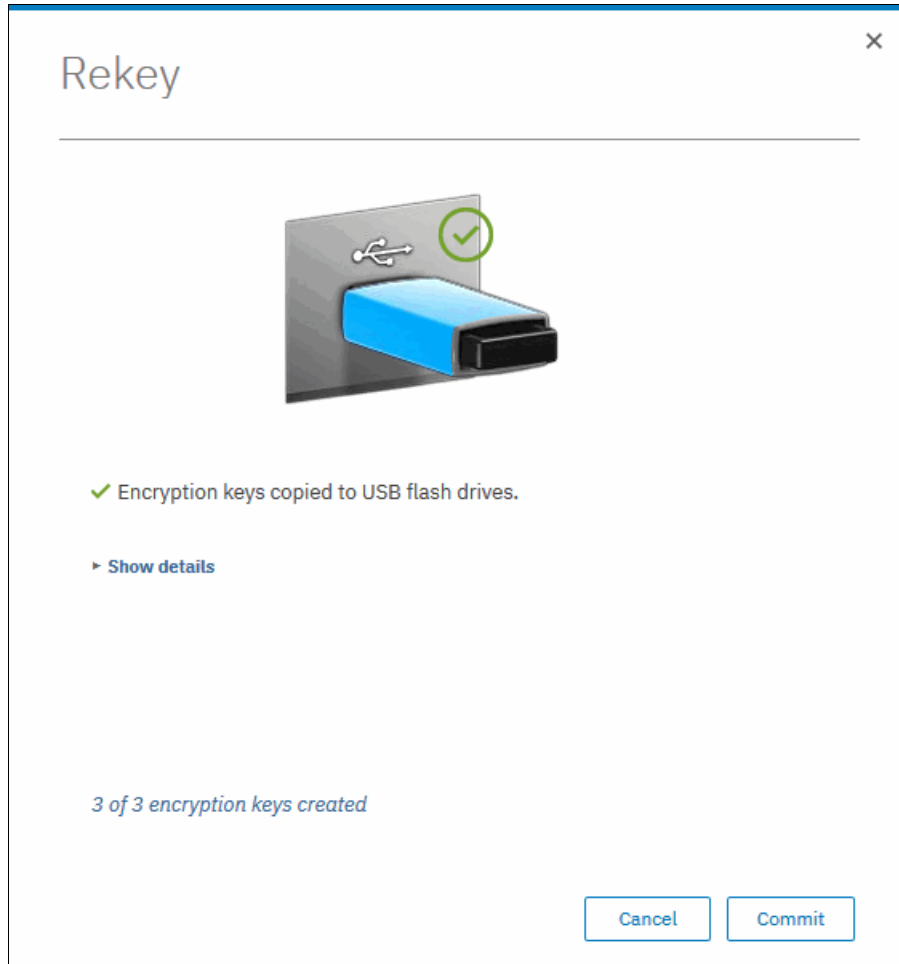 Rekey
Encryption keys copied to USB flash drives.
Show details
3 of 3 encryption keys created
Cancel
Commit